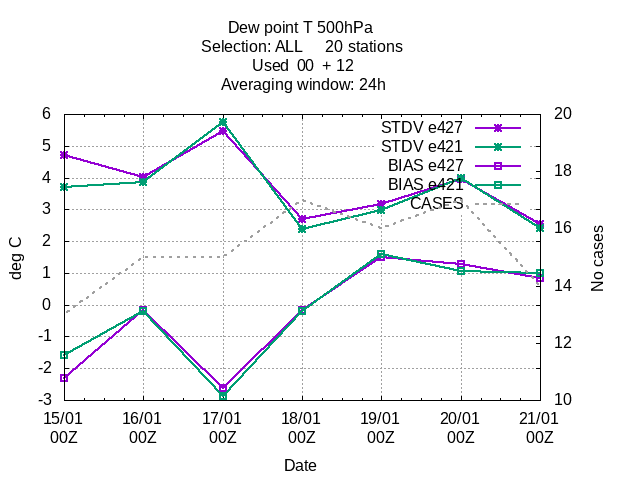 Dew point T 500hPa
Selection: ALL     20 stations
Used  00  + 12
Averaging window: 24h
6
5
4
3
2
1
0
-1
-2
-3
deg C
20
18
16
14
12
10
No cases
STDV e427
STDV e421
BIAS e427
BIAS e421
CASES
15/01 16/01 17/01 18/01 19/01 20/01 21/01
00Z 00Z 00Z 00Z 00Z 00Z 00Z
Date